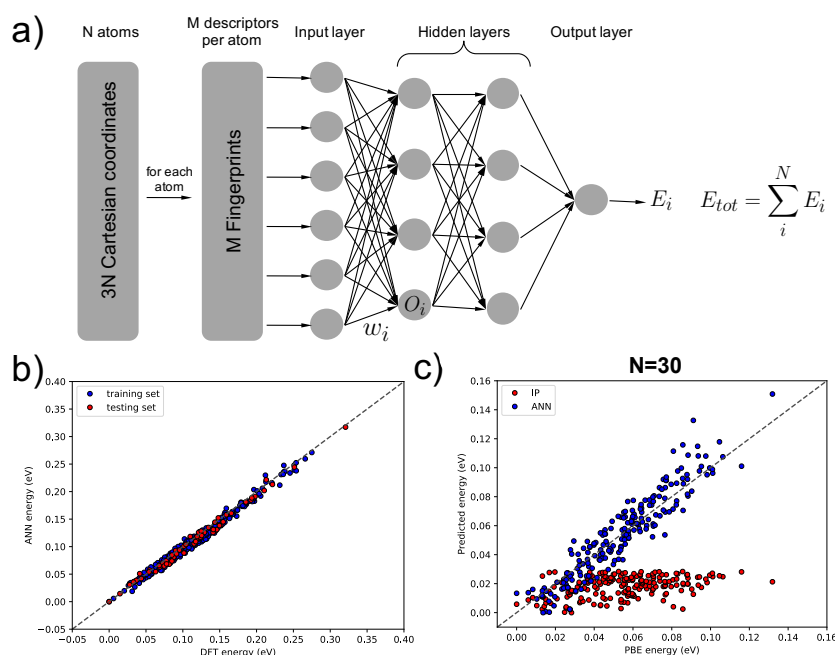 a)
N atoms
M descriptors
per atom
Input layer
Hidden layers
Output layer
3N Cartesian coordinates
for each
atom
M Fingerprints
w_i
O_i
E_i
E_{tot} = \sum_i^N E_i
b)
training set
testing set
0.40
0.35
0.30
0.25
0.20
0.15
0.10
0.05
0.00
−0.05
ANN energy (eV)
−0.05 0.00 0.05 0.10 0.15 0.20 0.25 0.30 0.35 0.40
DFT energy (eV)
c)
N=30
IP
ANN
0.16
0.14
0.12
0.10
0.08
0.06
0.04
0.02
0.00
Predicted energy (eV)
0.00 0.02 0.04 0.06 0.08 0.10 0.12 0.14 0.16
PBE energy (eV)